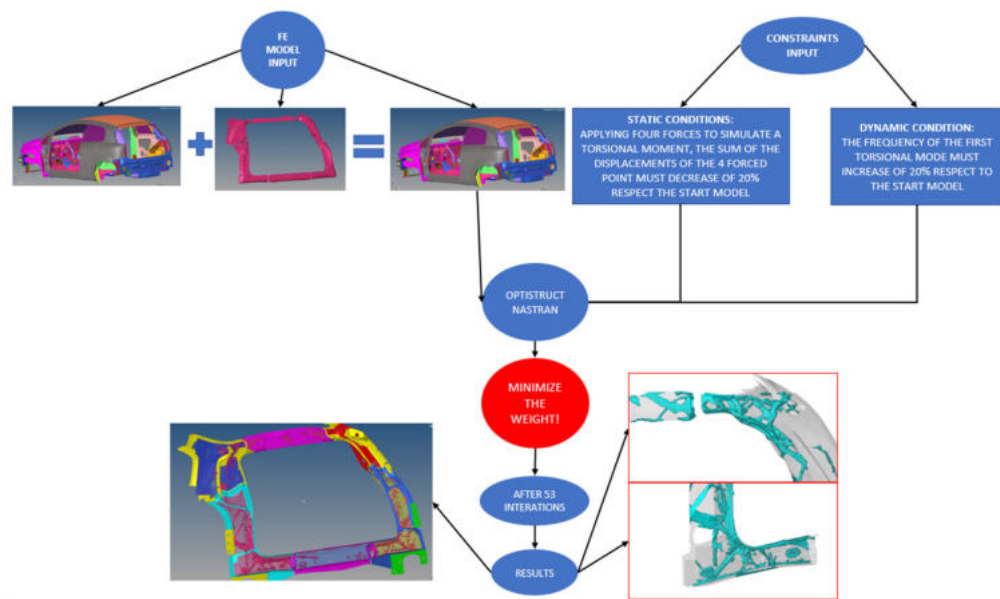 FE
MODEL
INPUT
CONSTRAINTS
INPUT
STATIC CONDITIONS:
APPLYING FOUR FORCES TO SIMULATE A
TORSIONAL MOMENT, THE SUM OF THE
DISPLACEMENTS OF THE 4 FORCED
POINT MUST DECREASE OF 20%
RESPECT THE START MODEL
DYNAMIC CONDITION:
THE FREQUENCY OF THE FIRST
TORSIONAL MODE MUST
INCREASE OF 20% RESPECT TO
THE START MODEL
OPTISTRUCT
NASTRAN
MINIMIZE
THE
WEIGHT!
AFTER 53
INTERATIONS
RESULTS